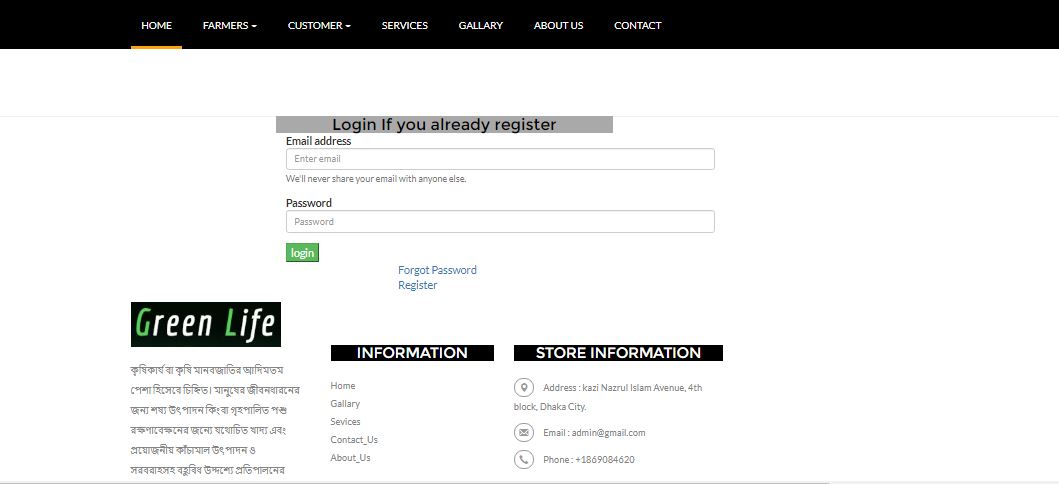 HOME FARMERS CUSTOMER SERVICES GALLARY ABOUT US CONTACT
Login If you already register
Email address
Enter email
We'll never share your email with anyone else.
Password
Password
login
Forgot Password
Register
Green Life
কৃষিকার্য বা কৃষি মানবজাতির আদিমতম
পেশা হিসেবে চিহ্নিত। মানুষের জীবনধারনের
জন্য শষ্য উৎপাদন কিংবা গৃহপালিত পশু
রক্ষণাবেক্ষনের জন্যে যথোচিত খাদ্য এবং
প্রয়োজনীয় কাঁচামাল উৎপাদন ও
সরবরাহসহ বহুবিধ উদ্দশ্যে প্রতিপালনের
INFORMATION
Home
Gallary
Sevices
Contact_Us
About_Us
STORE INFORMATION
Address : kazi Nazrul Islam Avenue, 4th
block, Dhaka City.
Email : admin@gmail.com
Phone : +1869084620